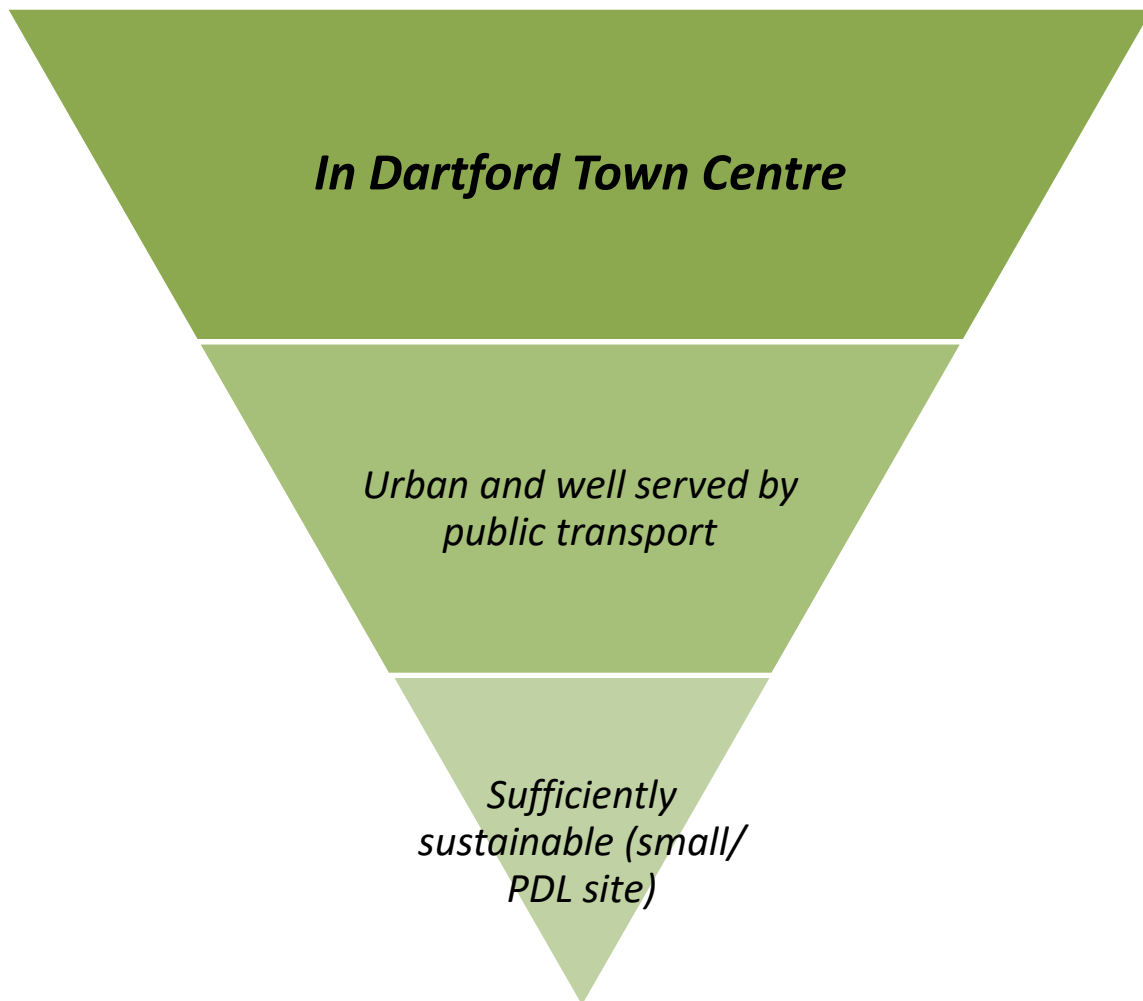 In Dartford Town Centre
Urban and well served by
public transport
Sufficiently
sustainable (small/
PDL site)